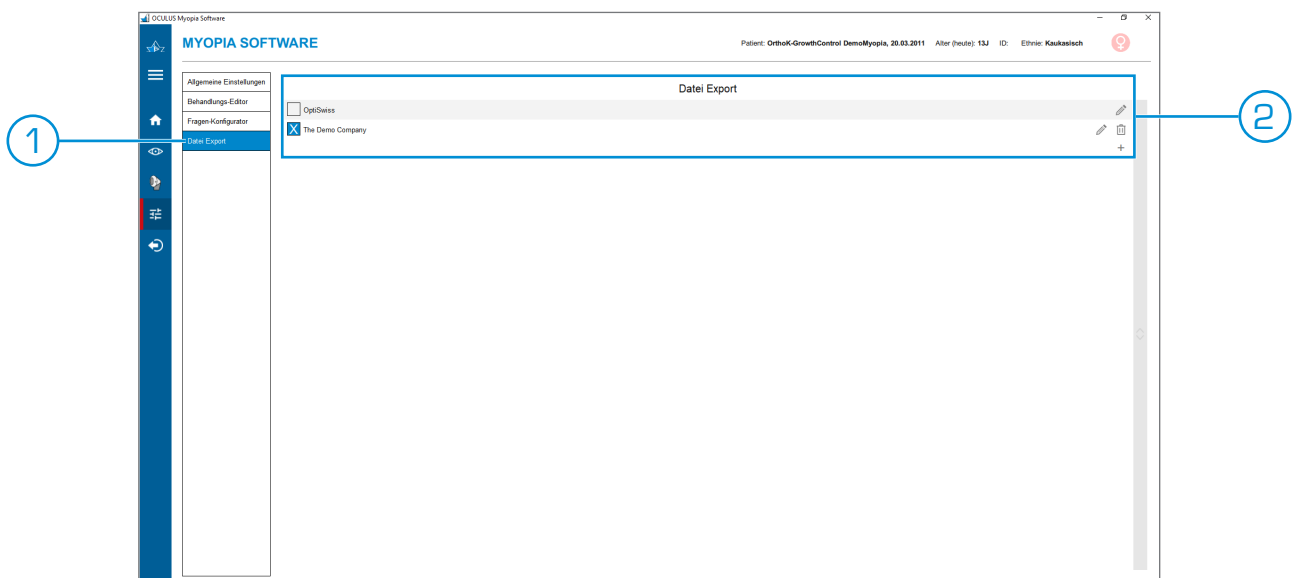 OCULUS Myopia Software
MYOPIA SOFTWARE
Patient: OrthoK-GrowthControl DemoMyopia, 20.03.2011 Alter (heute): 13J ID: Ethnie: Kaukasisch
Allgemeine Einstellungen
Behandlungs-Editor
Fragen-Konfigurator
Datei Export
Datei Export
OptiSwiss
X The Demo Company
1
2